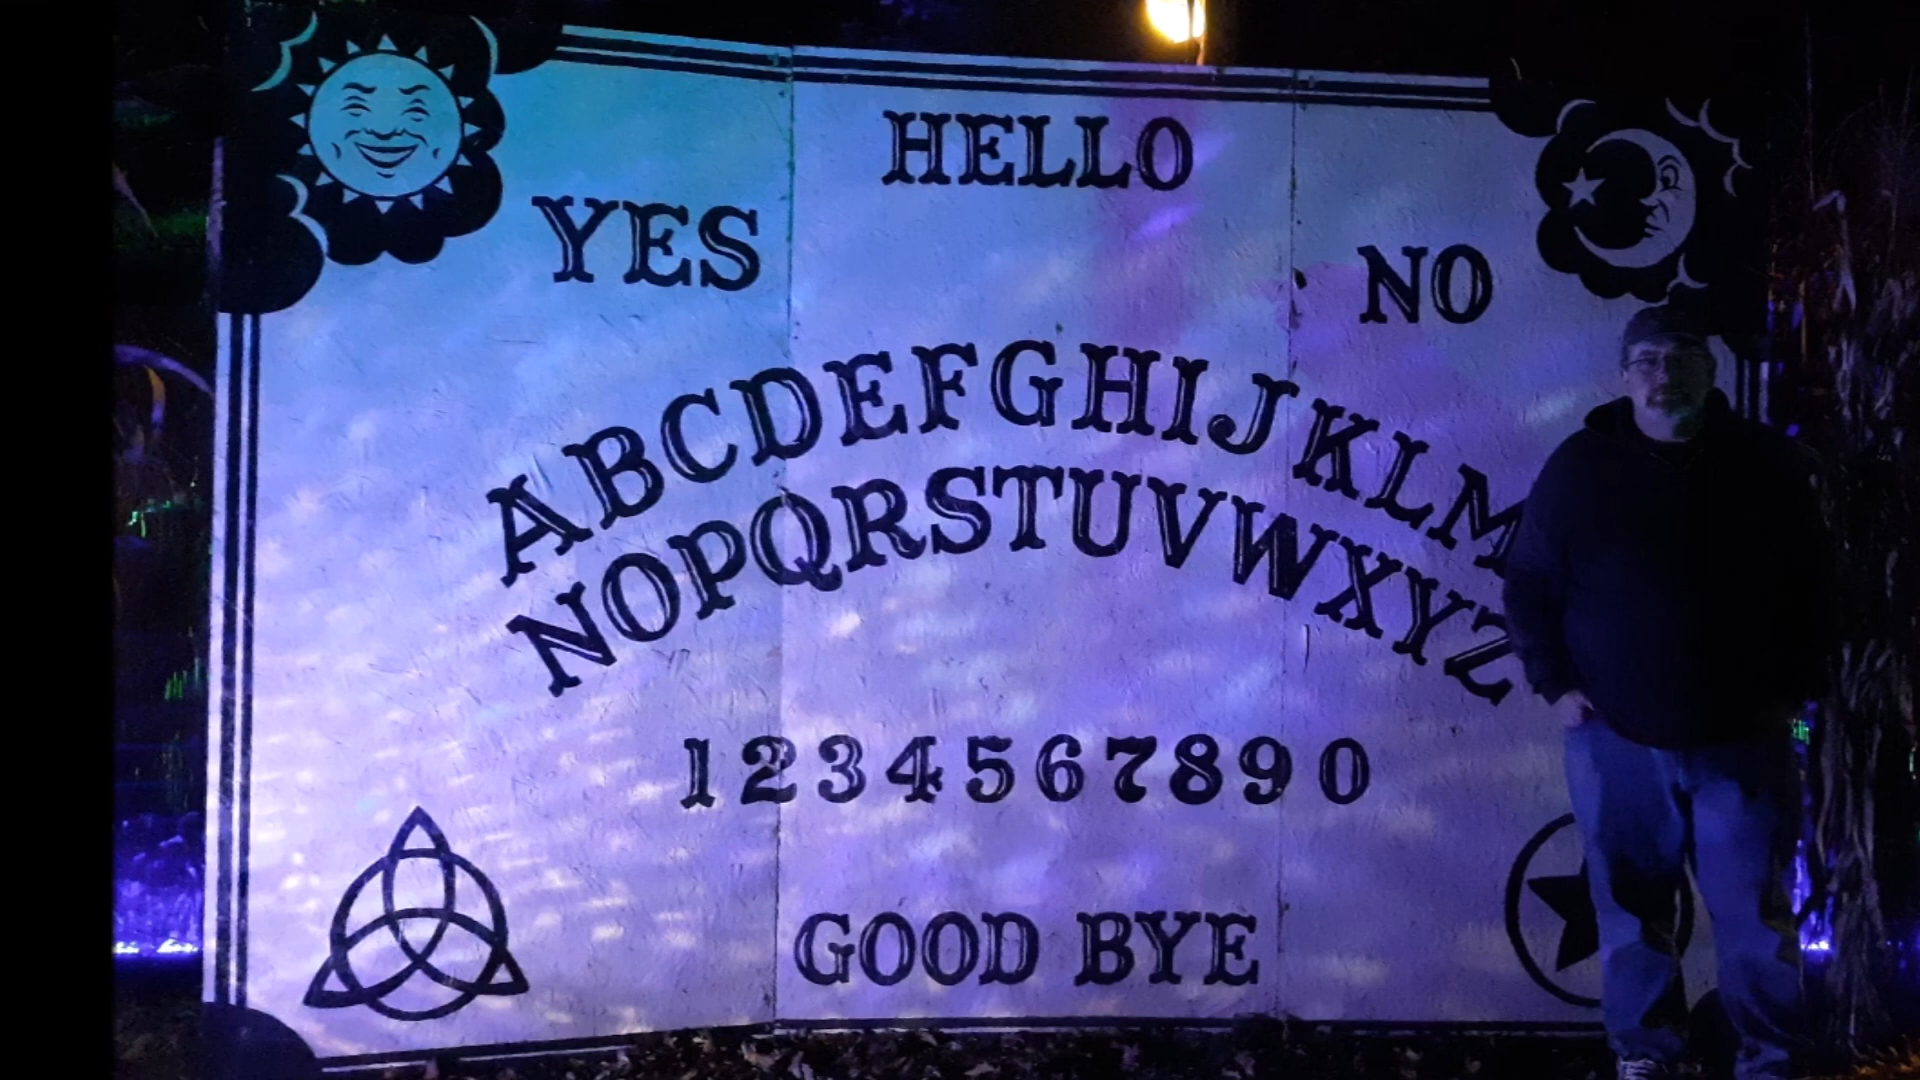 HELLO
YES
NO
ABCDEFGHIJKLM
NOPQRSTUVWXYZ
1234567890
GOOD BYE